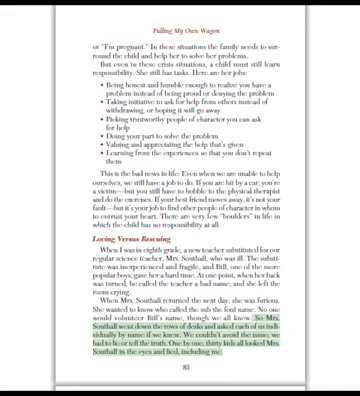 Pulling My Own Wagon
or "I'm pregnant." In these situations the family needs to sur-
round the child and help her to solve her problems.
But even in these crisis situations, a child must still learn
responsibility. She still has tasks. Here are her jobs:
• Being honest and humble enough to realize you have a
problem instead of being proud or denying the problem
• Taking initiative to ask for help from others instead of
withdrawing, or hoping it will go away
• Picking trustworthy people of character you can ask
for help
• Doing your part to solve the problem
• Valuing and appreciating the help that's given
• Learning from the experiences so that you don't repeat
them
This is the bad news in life: Even when we are unable to help
ourselves, we still have a job to do. If you are hit by a car, you're
a victim—but you still have to hobble to the physical therapist
and do the exercises. If your best friend moves away, it's not your
fault—but it's your job to find other people of character in whom
to entrust your heart. There are very few "boulders" in life in
which the child has no responsibility at all.
Loving Versus Rescuing
When I was in eighth grade, a new teacher substituted for our
regular science teacher, Mrs. Southall, who was ill. The substi-
tute was inexperienced and fragile, and Bill, one of the more
popular boys, gave her a hard time. At one point, when her back
was turned, he called the teacher a bad name, and she left the
room crying.
When Mrs. Southall returned the next day, she was furious.
She wanted to know who called the sub the foul name. No one
would volunteer Bill's name, though we all knew. So Mrs.
Southall went down the rows of desks and asked each of us indi-
vidually by name if we knew. We couldn't avoid the issue; we
had to lie or tell the truth. One by one, thirty kids all looked Mrs.
Southall in the eyes and lied, including me.
83